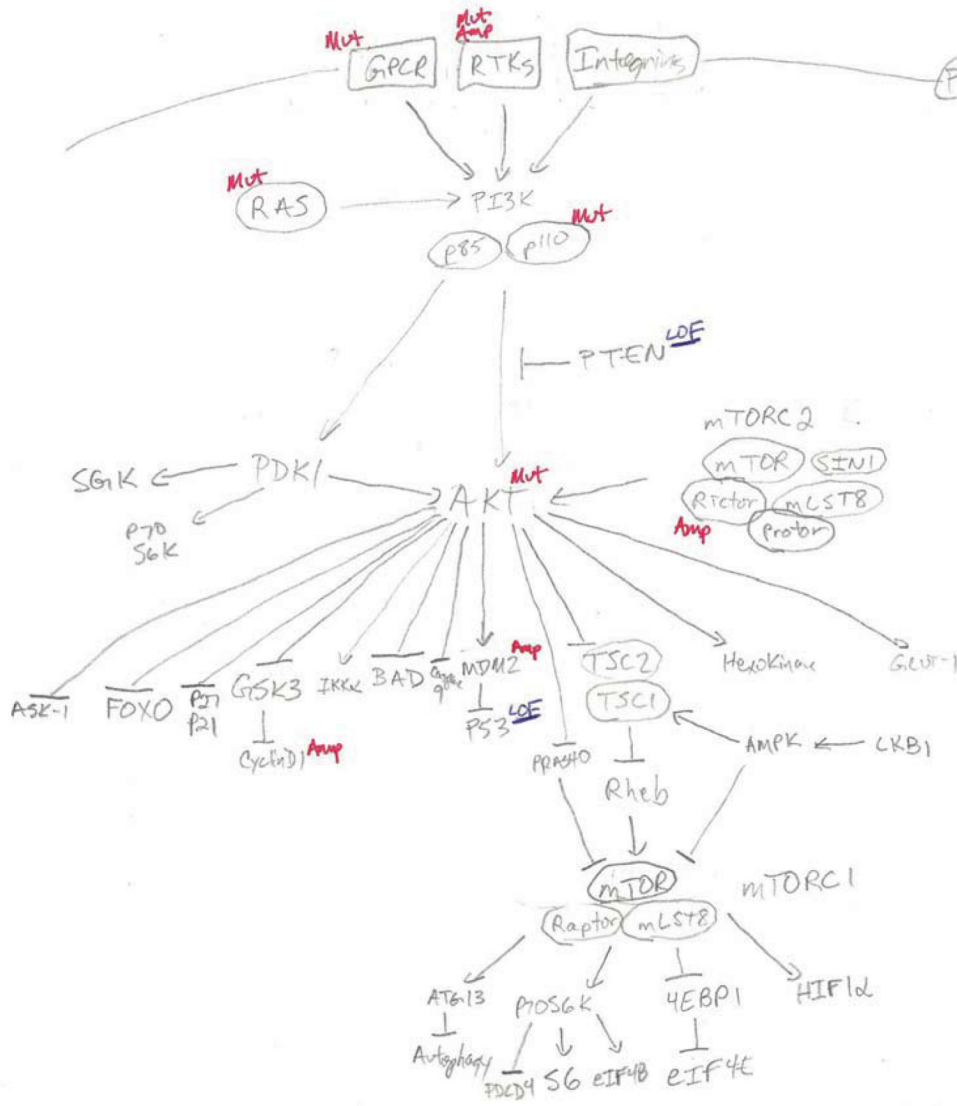 Mut
Mut
Amp
GPCR RTKs Integrins
P
Mut
RAS
PI3K
Mut
p85 p110
PTEN LOF
mTORC2
mTOR SIN1
Rictor mLST8
Amp
Protor
SGK PDK1
Mut
AKT
P70
S6K
ASK-1 FOXO P27 GSK3 IKKα BAD MDM2 Amp TSC2 Hexokinase GLUT-1
P21
9
CyclinD1 Amp
P53 LOF
TSC1
PRAS40
AMPK LKB1
Rheb
mTOR
mTORC1
Raptor mLST8
ATG13 P70S6K 4EBP1 HIF1α
Autophagy
PDCD4 S6 eIF4B eIF4E